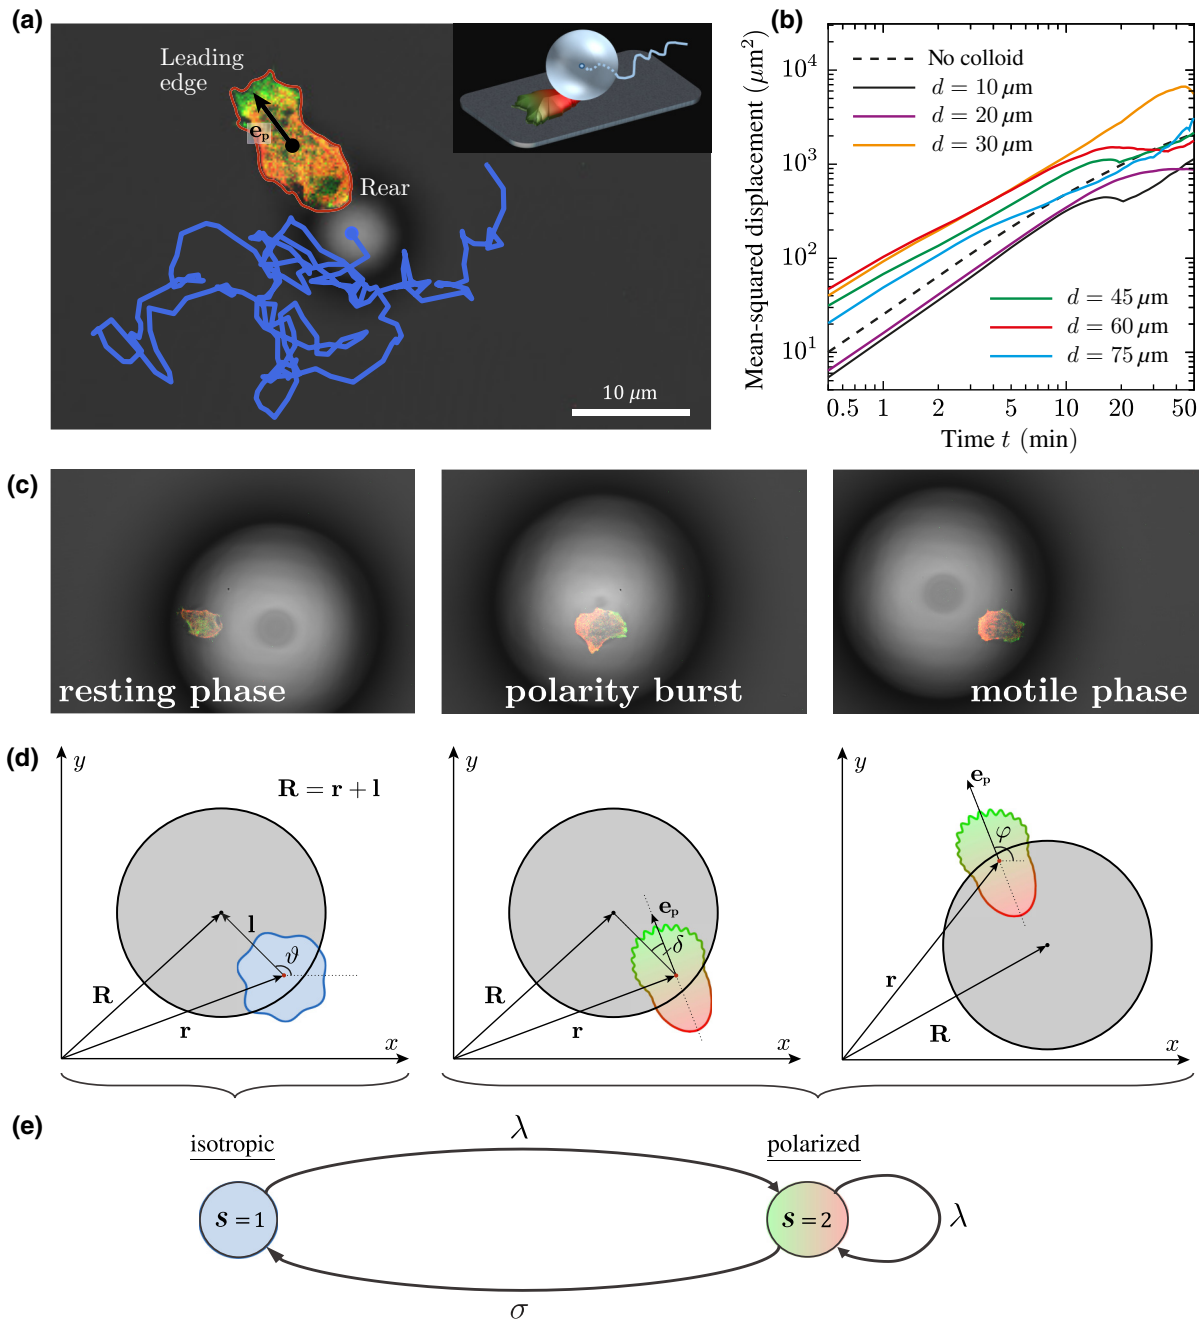 (a)
Leading
edge
e_p
Rear
10 μm
(b)
Mean-squared displacement (μm²)
10⁴
10³
10²
10¹
No colloid
d = 10 μm
d = 20 μm
d = 30 μm
d = 45 μm
d = 60 μm
d = 75 μm
0.5 1 2 5 10 20 50
Time t (min)
(c)
resting phase
polarity burst
motile phase
(d)
y
R = r + l
l
ϑ
R
r
x
y
e_p
δ
R
r
x
y
e_p
φ
r
R
x
(e)
isotropic
λ
polarized
s = 1
s = 2
λ
σ